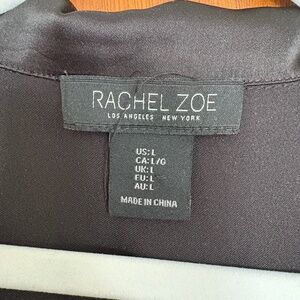 RACHEL ZOE
LOS ANGELES NEW YORK
US: L
CA: L/G
UK: L
EU: L
AU: L
MADE IN CHINA